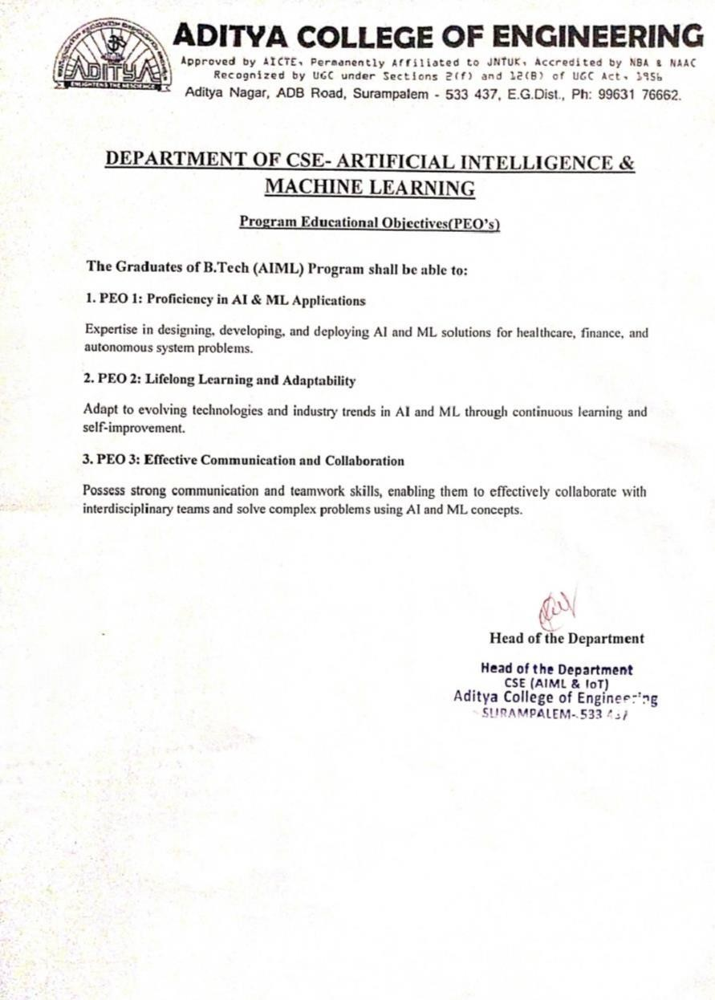 ADITYA
ENLIGHTENS THE NESCIENCE
ADITYA COLLEGE OF ENGINEERING
Approved by AICTE, Permanently Affiliated to JNTUK, Accredited by NBA & NAAC
Recognized by UGC under Sections 2(f) and 12(B) of UGC Act, 1956
Aditya Nagar, ADB Road, Surampalem - 533 437, E.G.Dist., Ph: 99631 76662.
DEPARTMENT OF CSE- ARTIFICIAL INTELLIGENCE &
MACHINE LEARNING
Program Educational Objectives(PEO's)
The Graduates of B.Tech (AIML) Program shall be able to:
1. PEO 1: Proficiency in AI & ML Applications
Expertise in designing, developing, and deploying AI and ML solutions for healthcare, finance, and
autonomous system problems.
2. PEO 2: Lifelong Learning and Adaptability
Adapt to evolving technologies and industry trends in AI and ML through continuous learning and
self-improvement.
3. PEO 3: Effective Communication and Collaboration
Possess strong communication and teamwork skills, enabling them to effectively collaborate with
interdisciplinary teams and solve complex problems using AI and ML concepts.
Head of the Department
Head of the Department
CSE (AIML & IoT)
Aditya College of Engineering
SURAMPALEM- 533 437